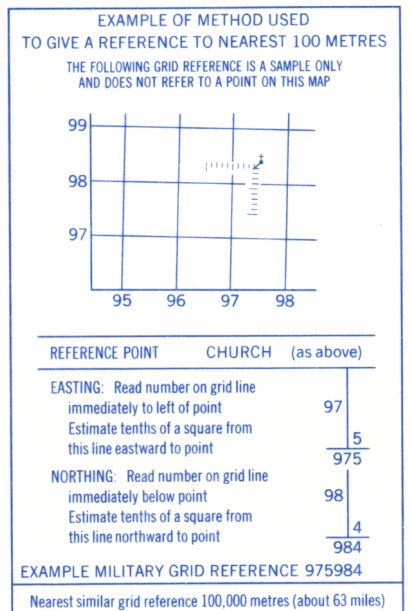 EXAMPLE OF METHOD USED
TO GIVE A REFERENCE TO NEAREST 100 METRES
THE FOLLOWING GRID REFERENCE IS A SAMPLE ONLY
AND DOES NOT REFER TO A POINT ON THIS MAP
99
98
97
95 96 97 98
REFERENCE POINT CHURCH (as above)
EASTING: Read number on grid line
immediately to left of point 97
Estimate tenths of a square from
this line eastward to point 5
975
NORTHING: Read number on grid line
immediately below point 98
Estimate tenths of a square from
this line northward to point 4
984
EXAMPLE MILITARY GRID REFERENCE 975984
Nearest similar grid reference 100,000 metres (about 63 miles)